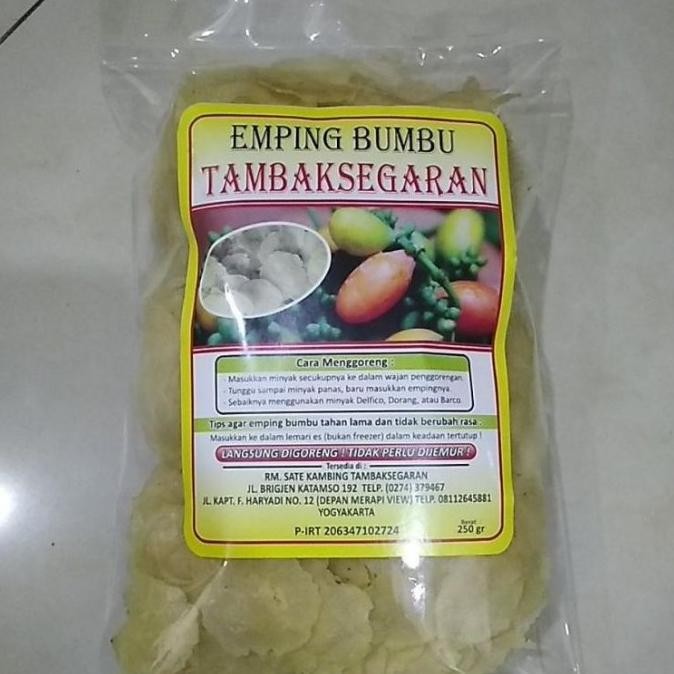 EMPING BUMBU
TAMBAKSEGARAN
Cara Menggoreng :
- Masukkan minyak secukupnya ke dalam wajan penggorengan.
- Tunggu sampai minyak panas, baru masukkan empingnya.
- Sebaiknya menggunakan minyak Delfico, Dorang, atau Barco.
Tips agar emping bumbu tahan lama dan tidak berubah rasa :
Masukkan ke dalam lemari es (bukan freezer) dalam keadaan tertutup !
LANGSUNG DIGORENG ! TIDAK PERLU DIJEMUR !
Tersedia di :
RM. SATE KAMBING TAMBAKSEGARAN
JL. BRIGJEN KATAMSO 192 TELP. (0274) 379467
JL. KAPT. F. HARYADI NO. 12 (DEPAN MERAPI VIEW) TELP. 08112645881
YOGYAKARTA
P-IRT 206347102724
Berat
250 gr